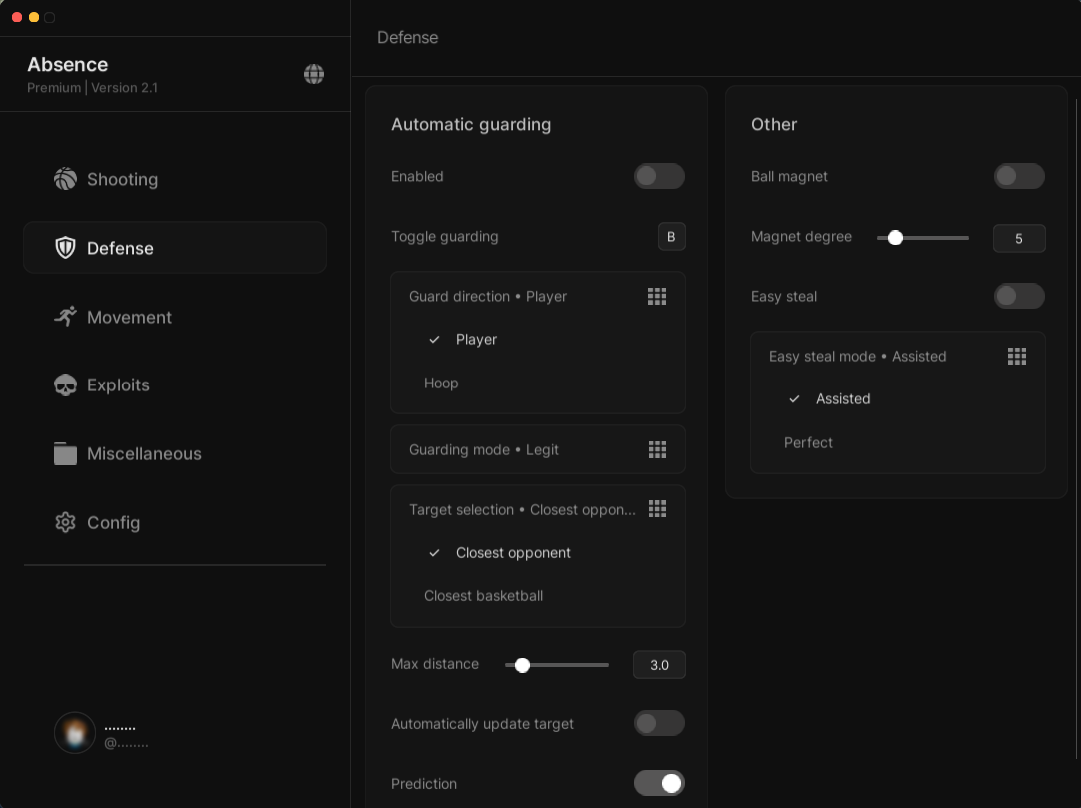 Absence
Premium | Version 2.1
Shooting
Defense
Movement
Exploits
Miscellaneous
Config
........
@........
Defense
Automatic guarding
Enabled
Toggle guarding B
Guard direction • Player
Player
Hoop
Guarding mode • Legit
Target selection • Closest oppon...
Closest opponent
Closest basketball
Max distance 3.0
Automatically update target
Prediction
Other
Ball magnet
Magnet degree 5
Easy steal
Easy steal mode • Assisted
Assisted
Perfect